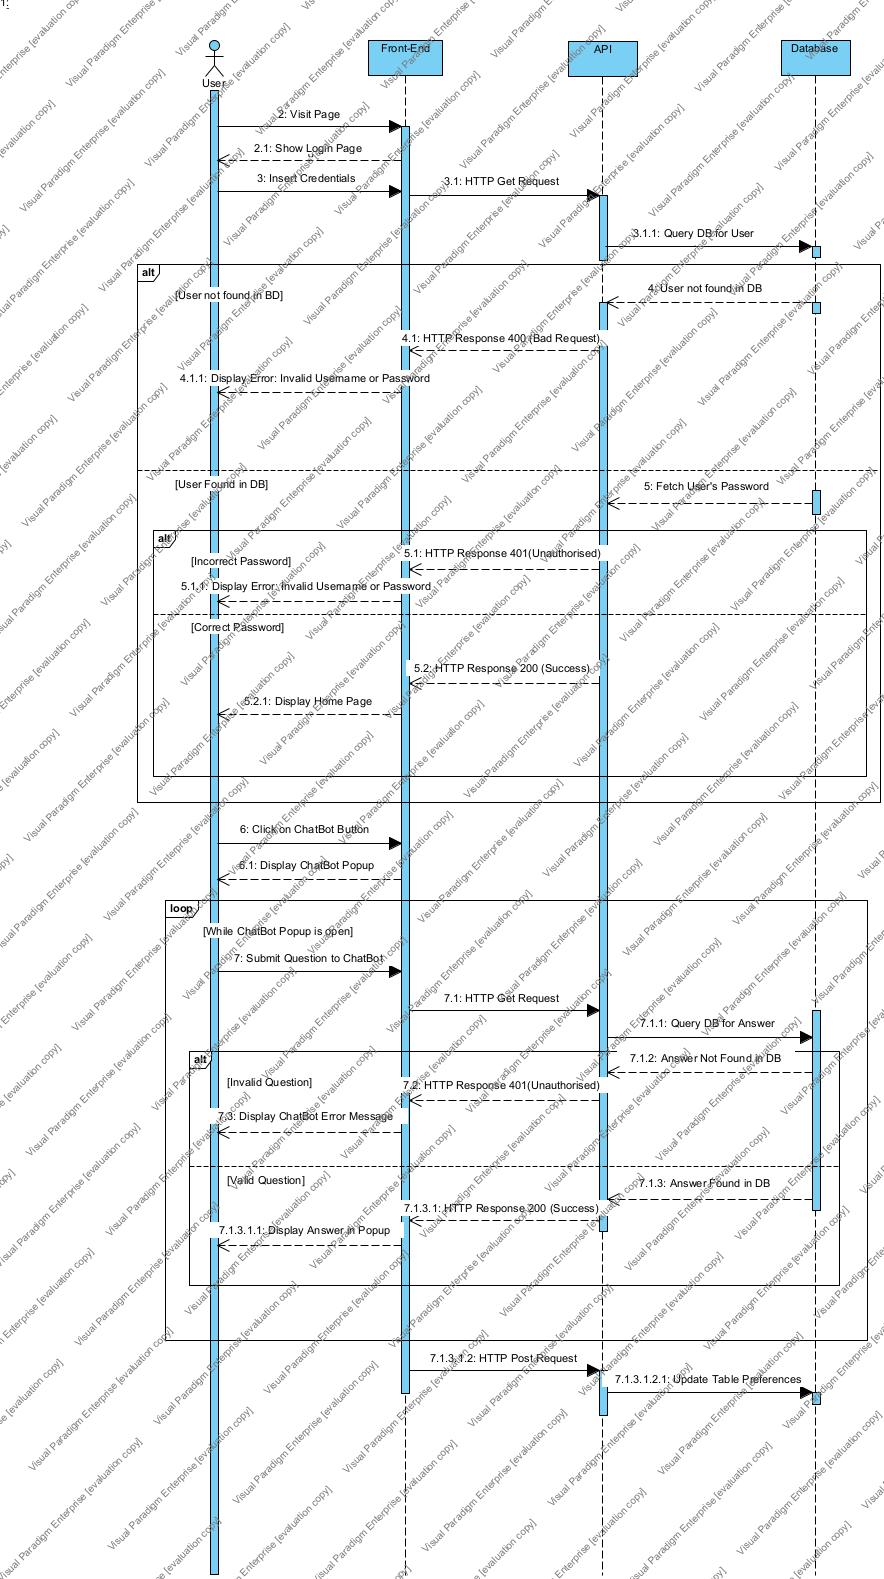 1:
Front-End
API
Database
User
2: Visit Page
2.1: Show Login Page
3: Insert Credentials
3.1: HTTP Get Request
3.1.1: Query DB for User
alt
[User not found in BD]
4: User not found in DB
4.1: HTTP Response 400 (Bad Request)
4.1.1: Display Error: Invalid Username or Password
[User Found in DB]
5: Fetch User's Password
alt
[Incorrect Password]
5.1: HTTP Response 401(Unauthorised)
5.1.1: Display Error: Invalid Username or Password
[Correct Password]
5.2: HTTP Response 200 (Success)
5.2.1: Display Home Page
6: Click on ChatBot Button
6.1: Display ChatBot Popup
loop
[While ChatBot Popup is open]
7: Submit Question to ChatBot
7.1: HTTP Get Request
7.1.1: Query DB for Answer
alt
7.1.2: Answer Not Found in DB
[Invalid Question]
7.2: HTTP Response 401(Unauthorised)
7.3: Display ChatBot Error Message
[Valid Question]
7.1.3: Answer Found in DB
7.1.3.1: HTTP Response 200 (Success)
7.1.3.1.1: Display Answer in Popup
7.1.3.1.2: HTTP Post Request
7.1.3.1.2.1: Update Table Preferences
Visual Paradigm Enterprise [evaluation copy]